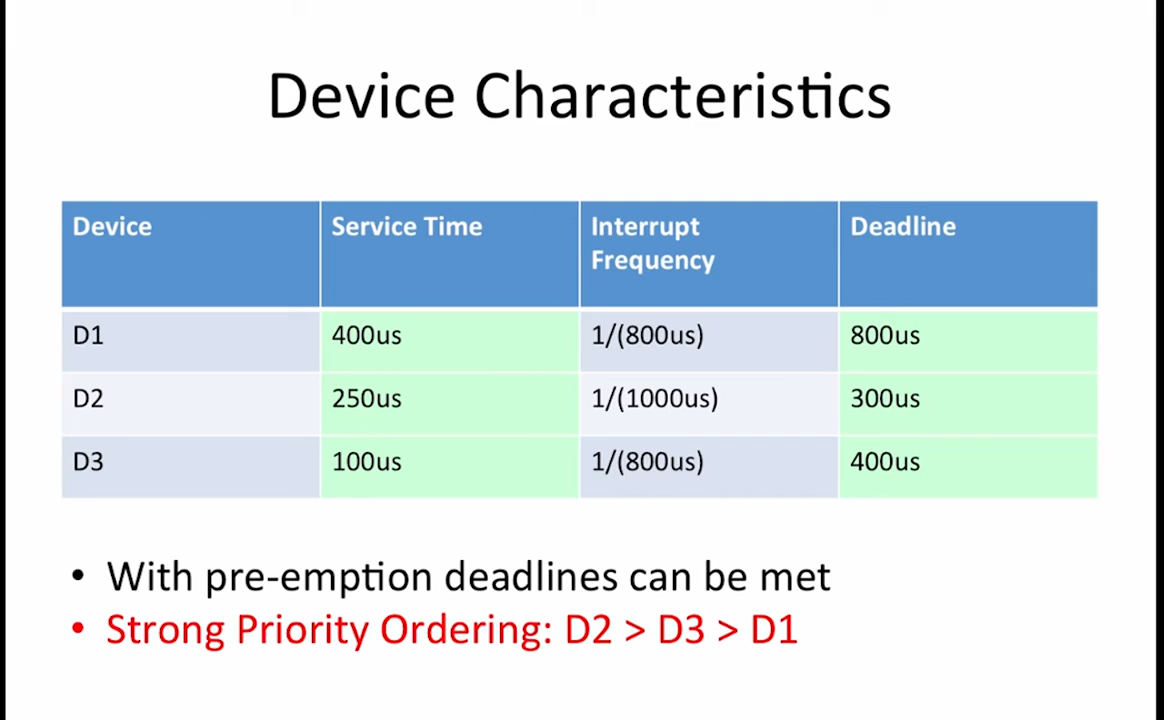 Device Characteristics
Device Service Time Interrupt Frequency Deadline
D1 400us 1/(800us) 800us
D2 250us 1/(1000us) 300us
D3 100us 1/(800us) 400us
• With pre-emption deadlines can be met
• Strong Priority Ordering: D2 > D3 > D1